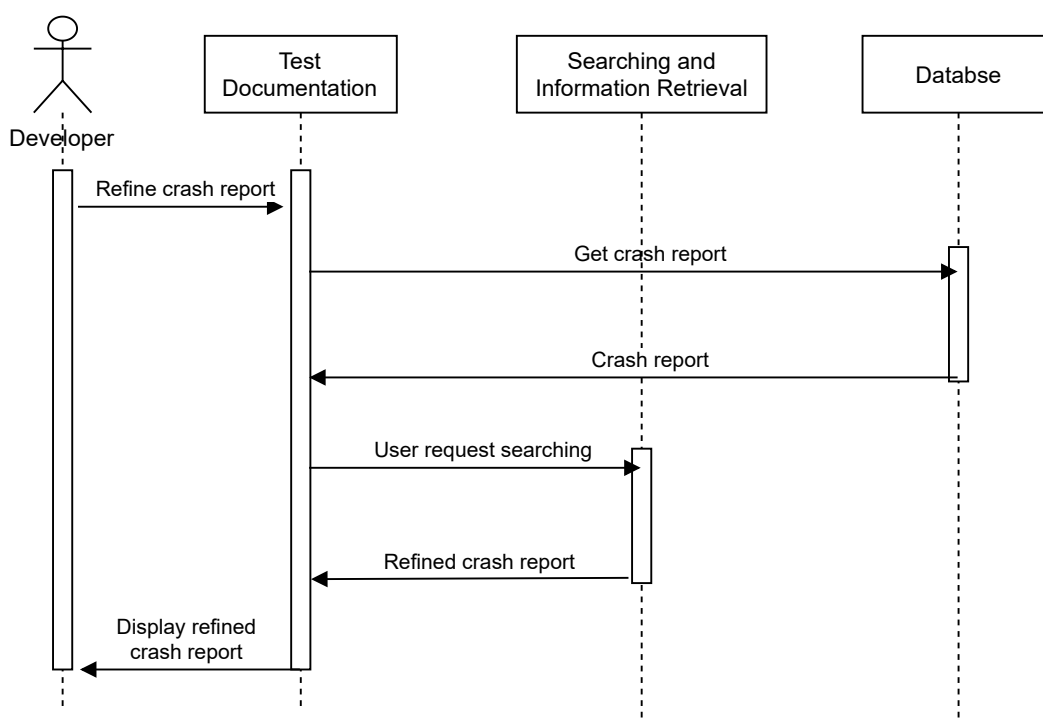 Test
Documentation
Searching and
Information Retrieval
Databse
Developer
Refine crash report
Get crash report
Crash report
User request searching
Refined crash report
Display refined
crash report